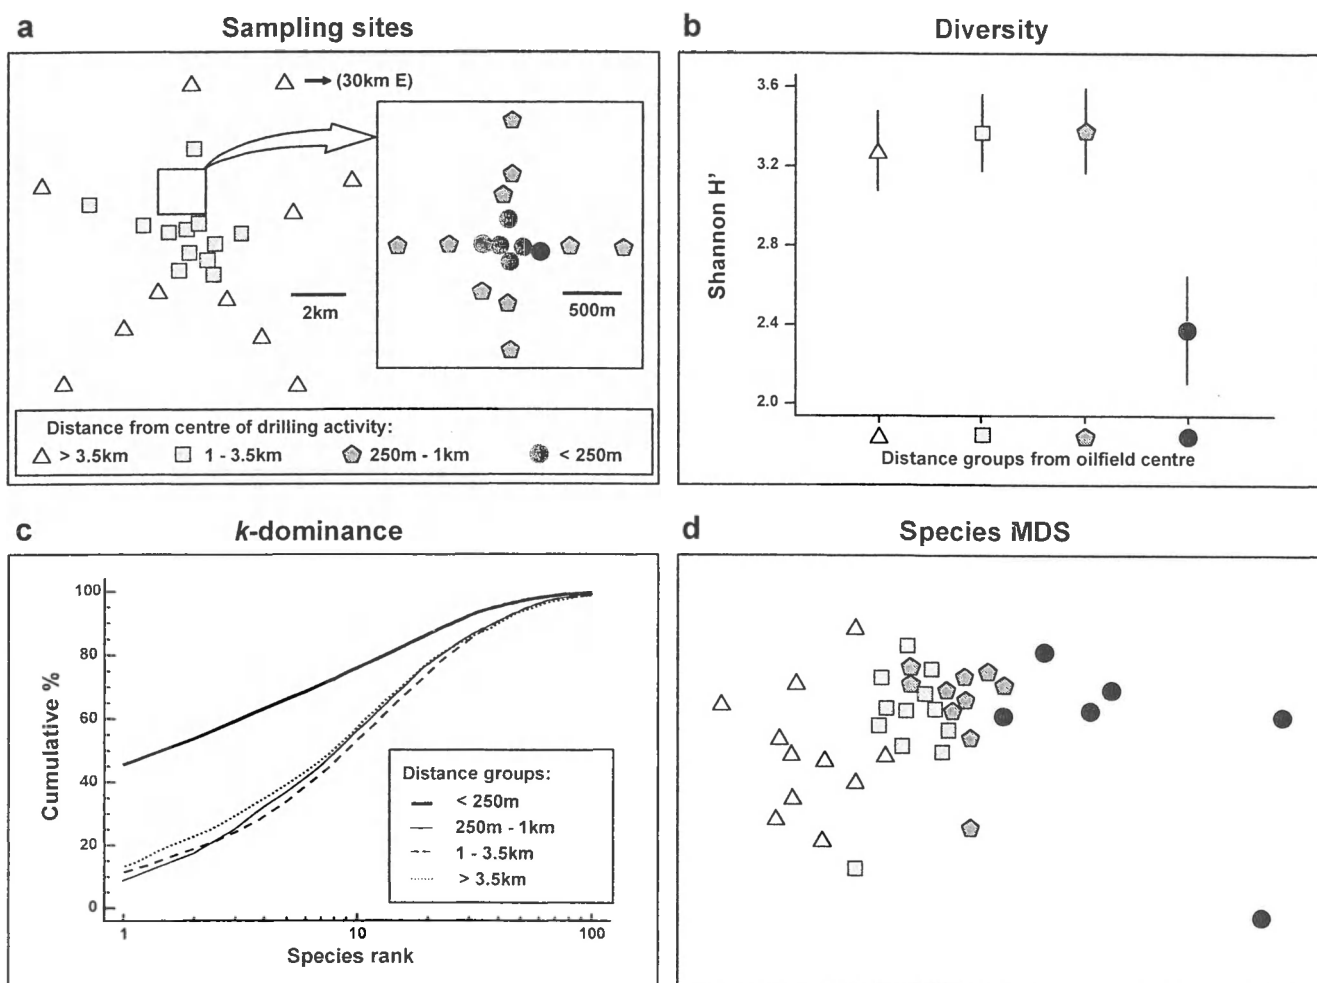 a
Sampling sites
(30km E)
2km
500m
Distance from centre of drilling activity:
> 3.5km 1 - 3.5km 250m - 1km < 250m
b
Diversity
3.6
3.2
2.8
2.4
2.0
Shannon H'
Distance groups from oilfield centre
c
k-dominance
100
80
60
40
20
0
Cumulative %
Distance groups:
< 250m
250m - 1km
1 - 3.5km
> 3.5km
1 10 100
Species rank
d
Species MDS